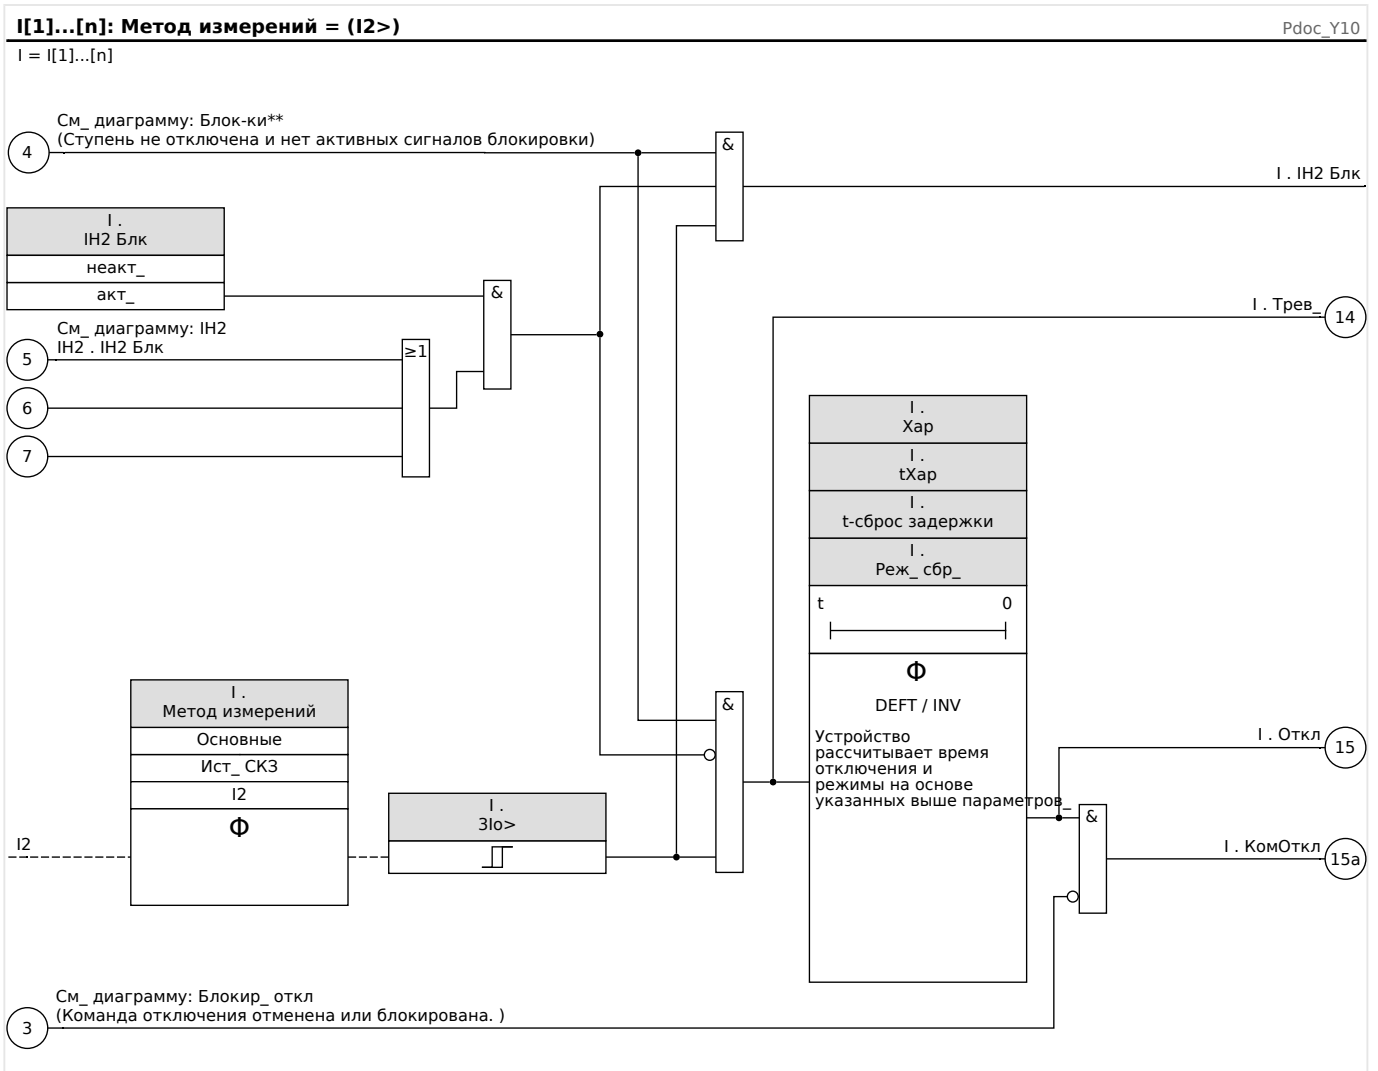 I[1]...[n]: Метод измерений = (I2>)
Pdoc_Y10
I = I[1]...[n]
См_ диаграмму: Блок-ки**
(Ступень не отключена и нет активных сигналов блокировки)
4
&
I . IH2 Блк
I .
IH2 Блк
неакт_
акт_
&
I . Трев_
14
См_ диаграмму: IH2
IH2 . IH2 Блк
5
≥1
6
7
I .
Хар
I .
tХар
I .
t-сброс задержки
I .
Реж_ сбр_
t
0
Φ
DEFT / INV
Устройство
рассчитывает время
отключения и
режимы на основе
указанных выше параметров_
I .
Метод измерений
Основные
Ист_ СКЗ
I2
Φ
I2
I .
3Io>
&
I . Откл
15
&
I . КомОткл
15a
См_ диаграмму: Блокир_ откл
(Команда отключения отменена или блокирована. )
3